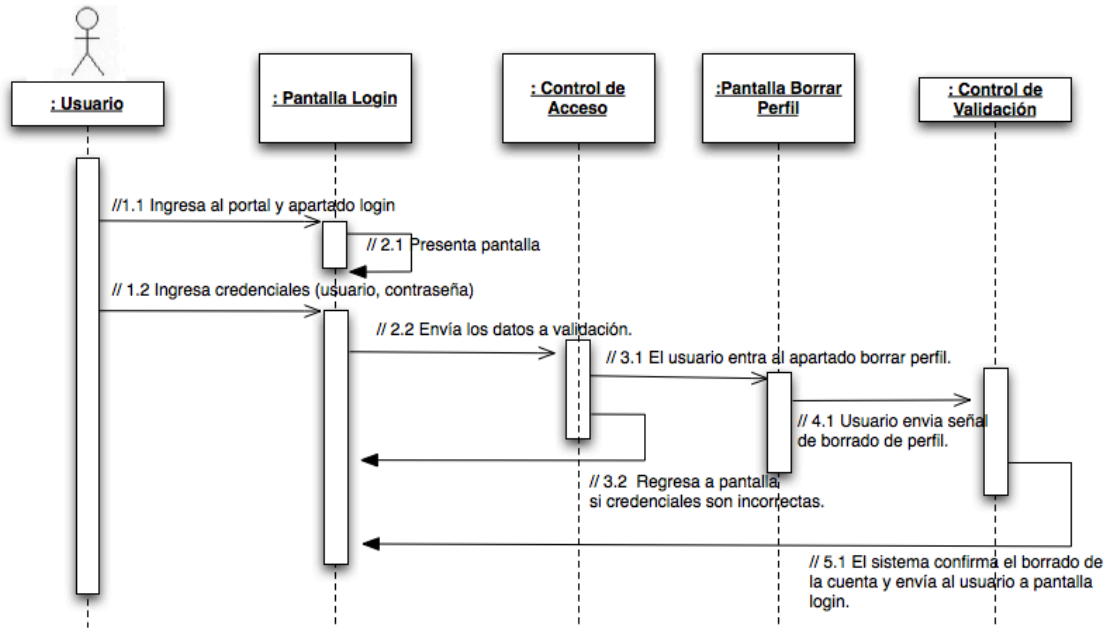 : Usuario
: Pantalla Login
: Control de
Acceso
:Pantalla Borrar
Perfil
: Control de
Validación
//1.1 Ingresa al portal y apartado login
// 2.1 Presenta pantalla
// 1.2 Ingresa credenciales (usuario, contraseña)
// 2.2 Envía los datos a validación.
// 3.1 El usuario entra al apartado borrar perfil.
// 4.1 Usuario envia señal
de borrado de perfil.
// 3.2 Regresa a pantalla
si credenciales son incorrectas.
// 5.1 El sistema confirma el borrado de
la cuenta y envía al usuario a pantalla
login.